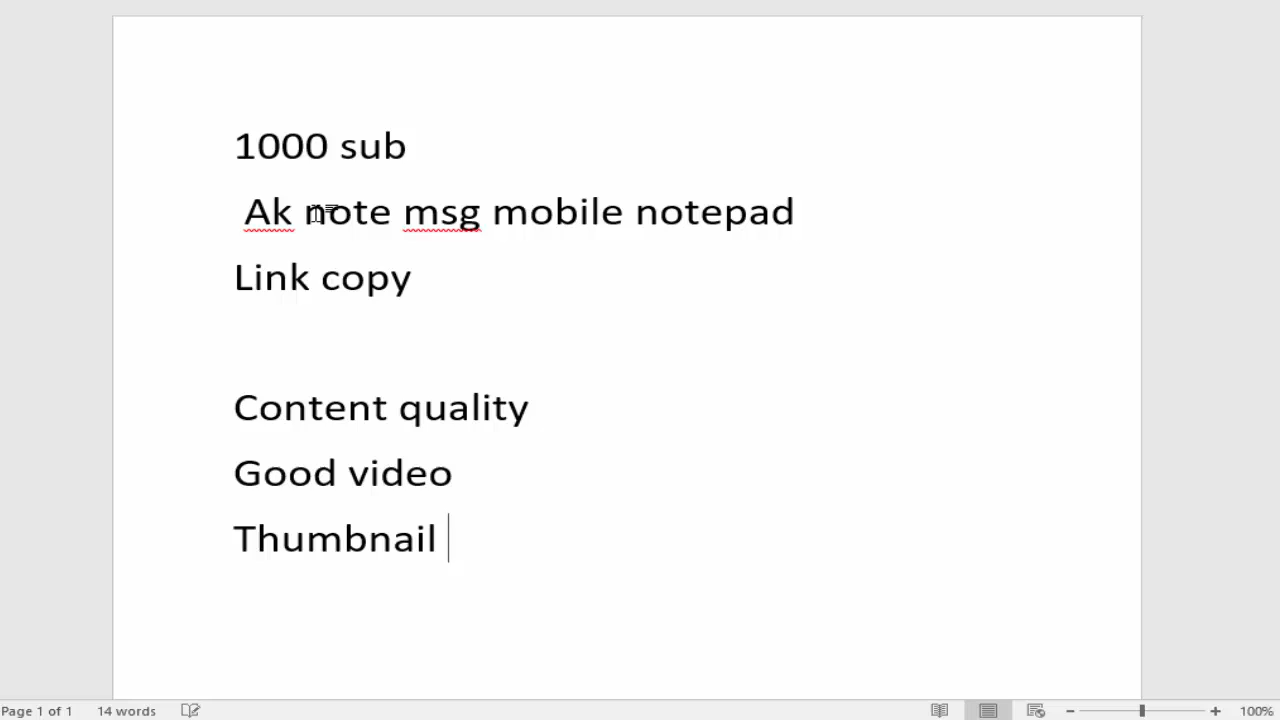 1000 sub
Ak note msg mobile notepad
Link copy
Content quality
Good video
Thumbnail
Page 1 of 1 14 words 100%